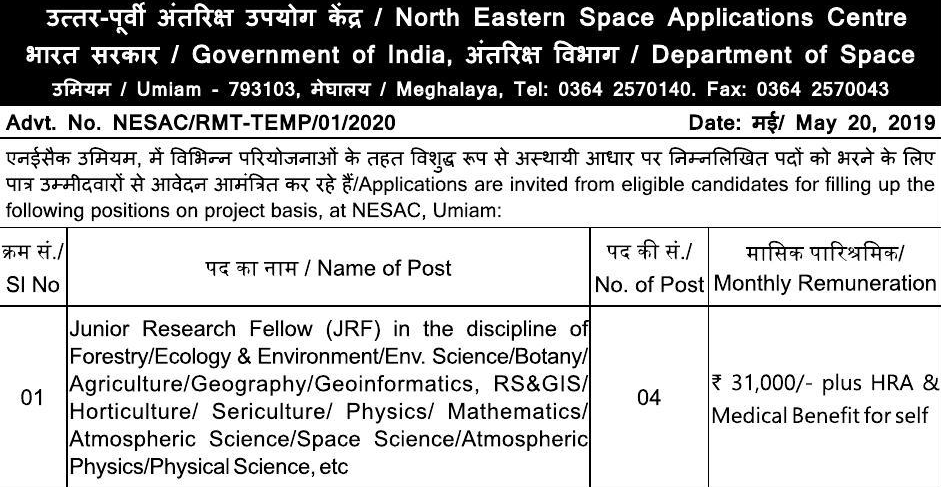 उत्तर-पूर्वी अंतरिक्ष उपयोग केंद्र / North Eastern Space Applications Centre
भारत सरकार / Government of India, अंतरिक्ष विभाग / Department of Space
उमियम / Umiam - 793103, मेघालय / Meghalaya, Tel: 0364 2570140. Fax: 0364 2570043
Advt. No. NESAC/RMT-TEMP/01/2020 Date: मई/ May 20, 2019
एनईसैक उमियम, में विभिन्न परियोजनाओं के तहत विशुद्ध रूप से अस्थायी आधार पर निम्नलिखित पदों को भरने के लिए
पात्र उम्मीदवारों से आवेदन आमंत्रित कर रहे हैं/Applications are invited from eligible candidates for filling up the
following positions on project basis, at NESAC, Umiam:
क्रम सं./
Sl No
पद का नाम / Name of Post
पद की सं./
No. of Post
मासिक पारिश्रमिक/
Monthly Remuneration
01
Junior Research Fellow (JRF) in the discipline of
Forestry/Ecology & Environment/Env. Science/Botany/
Agriculture/Geography/Geoinformatics, RS&GIS/
Horticulture/ Sericulture/ Physics/ Mathematics/
Atmospheric Science/Space Science/Atmospheric
Physics/Physical Science, etc
04
₹ 31,000/- plus HRA &
Medical Benefit for self